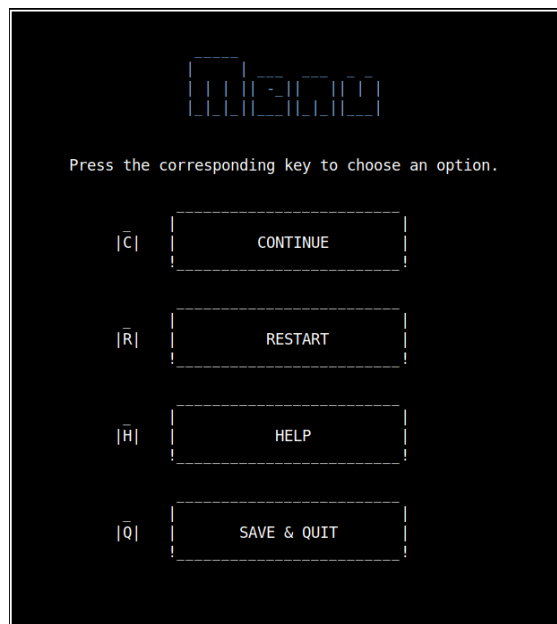 Menu
Press the corresponding key to choose an option.
C CONTINUE
R RESTART
H HELP
Q SAVE & QUIT